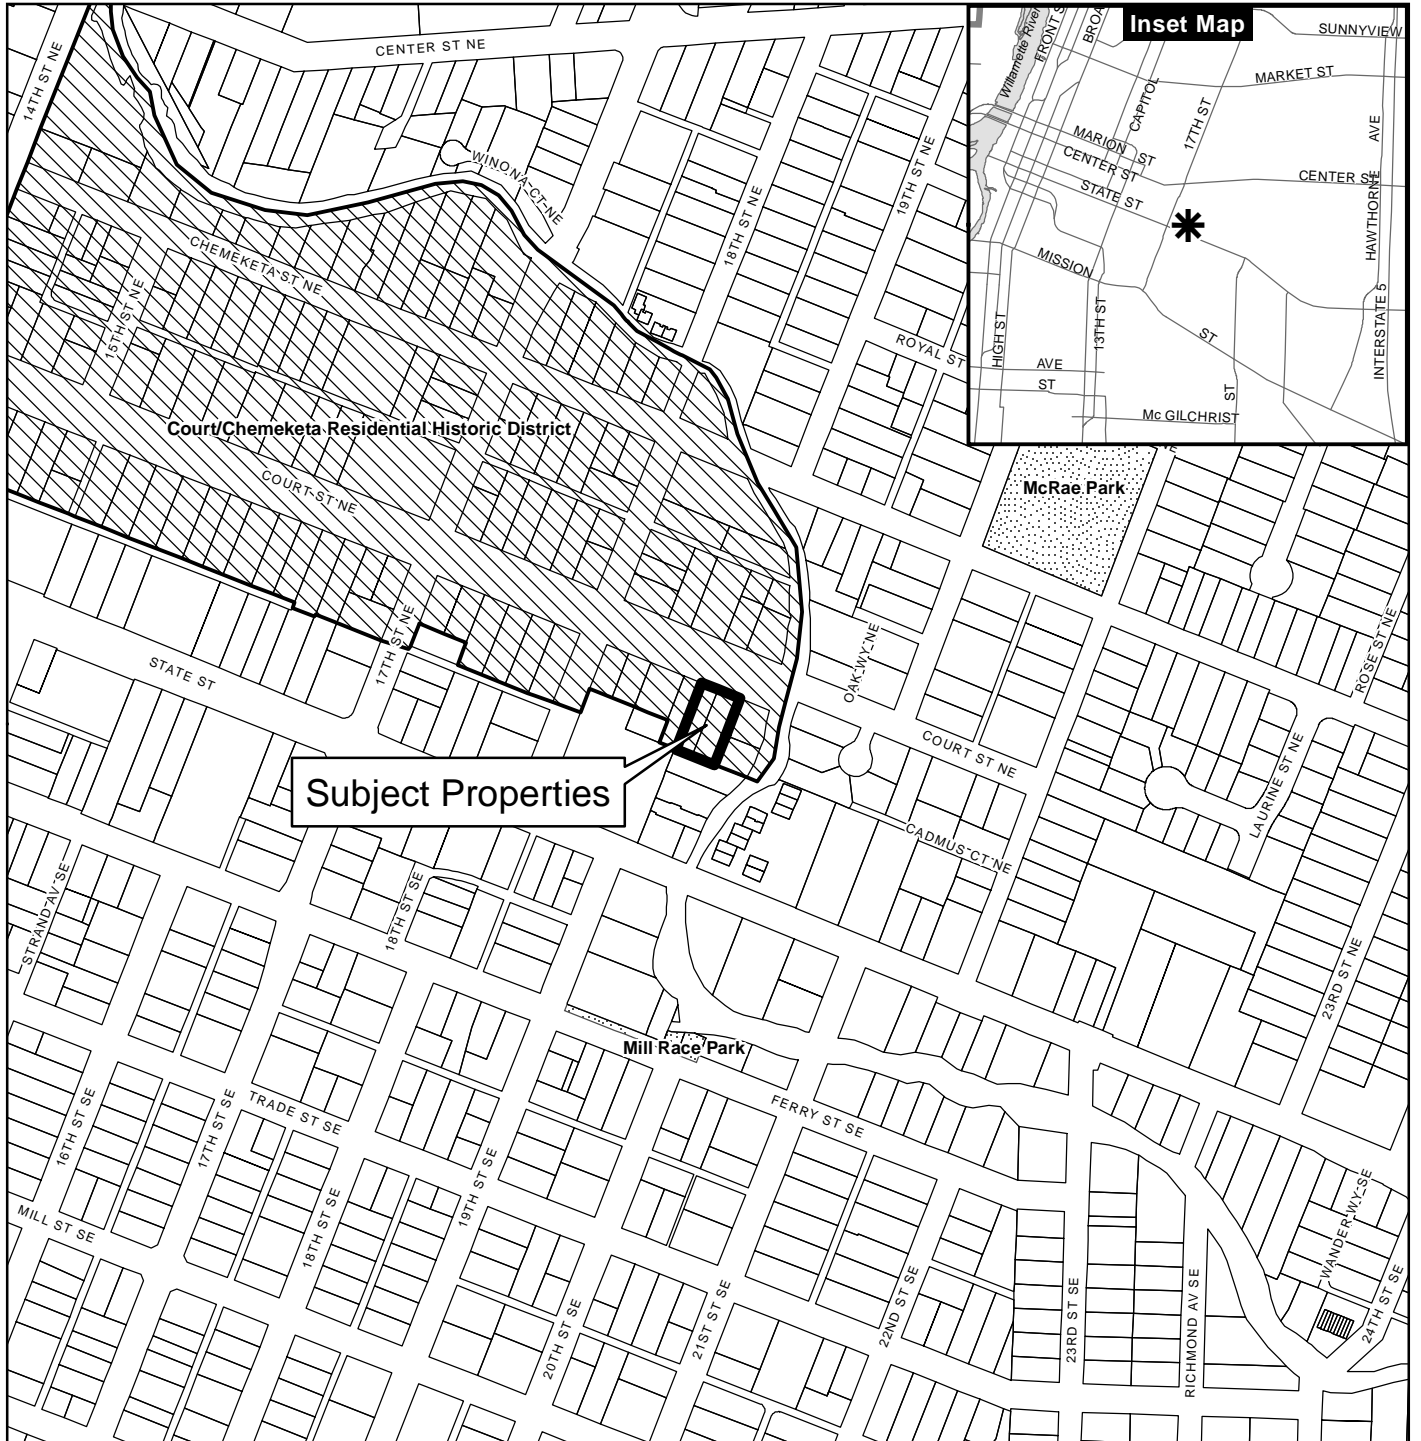 CENTER ST NE
14TH ST NE
WINONA CT NE
18TH ST NE
19TH ST NE
CHEMEKETA ST NE
15TH ST NE
ROYAL ST
Court/Chemeketa Residential Historic District
COURT ST NE
McRae Park
NE
17TH ST NE
STATE ST
OAK WY NE
ROSE ST NE
COURT ST NE
LAURINE ST NE
Subject Properties
CADMUS CT NE
STRAND AV SE
18TH ST SE
23RD ST NE
Mill Race Park
16TH ST SE
17TH ST SE
TRADE ST SE
FERRY ST SE
18TH ST SE
19TH ST SE
MILL ST SE
20TH ST SE
21ST ST SE
22ND ST SE
23RD ST SE
RICHMOND AV SE
WANDER WY SE
24TH ST SE
Inset Map
Willamette River
FRONT S
BROA
SUNNYVIEW
MARKET ST
CAPITOL
17TH ST
AVE
MARION ST
CENTER ST
CENTER ST
STATE ST
HAWTHORNE
MISSION
ST
HIGH ST
13TH ST
INTERSTATE 5
AVE
ST
ST
Mc GILCHRIST